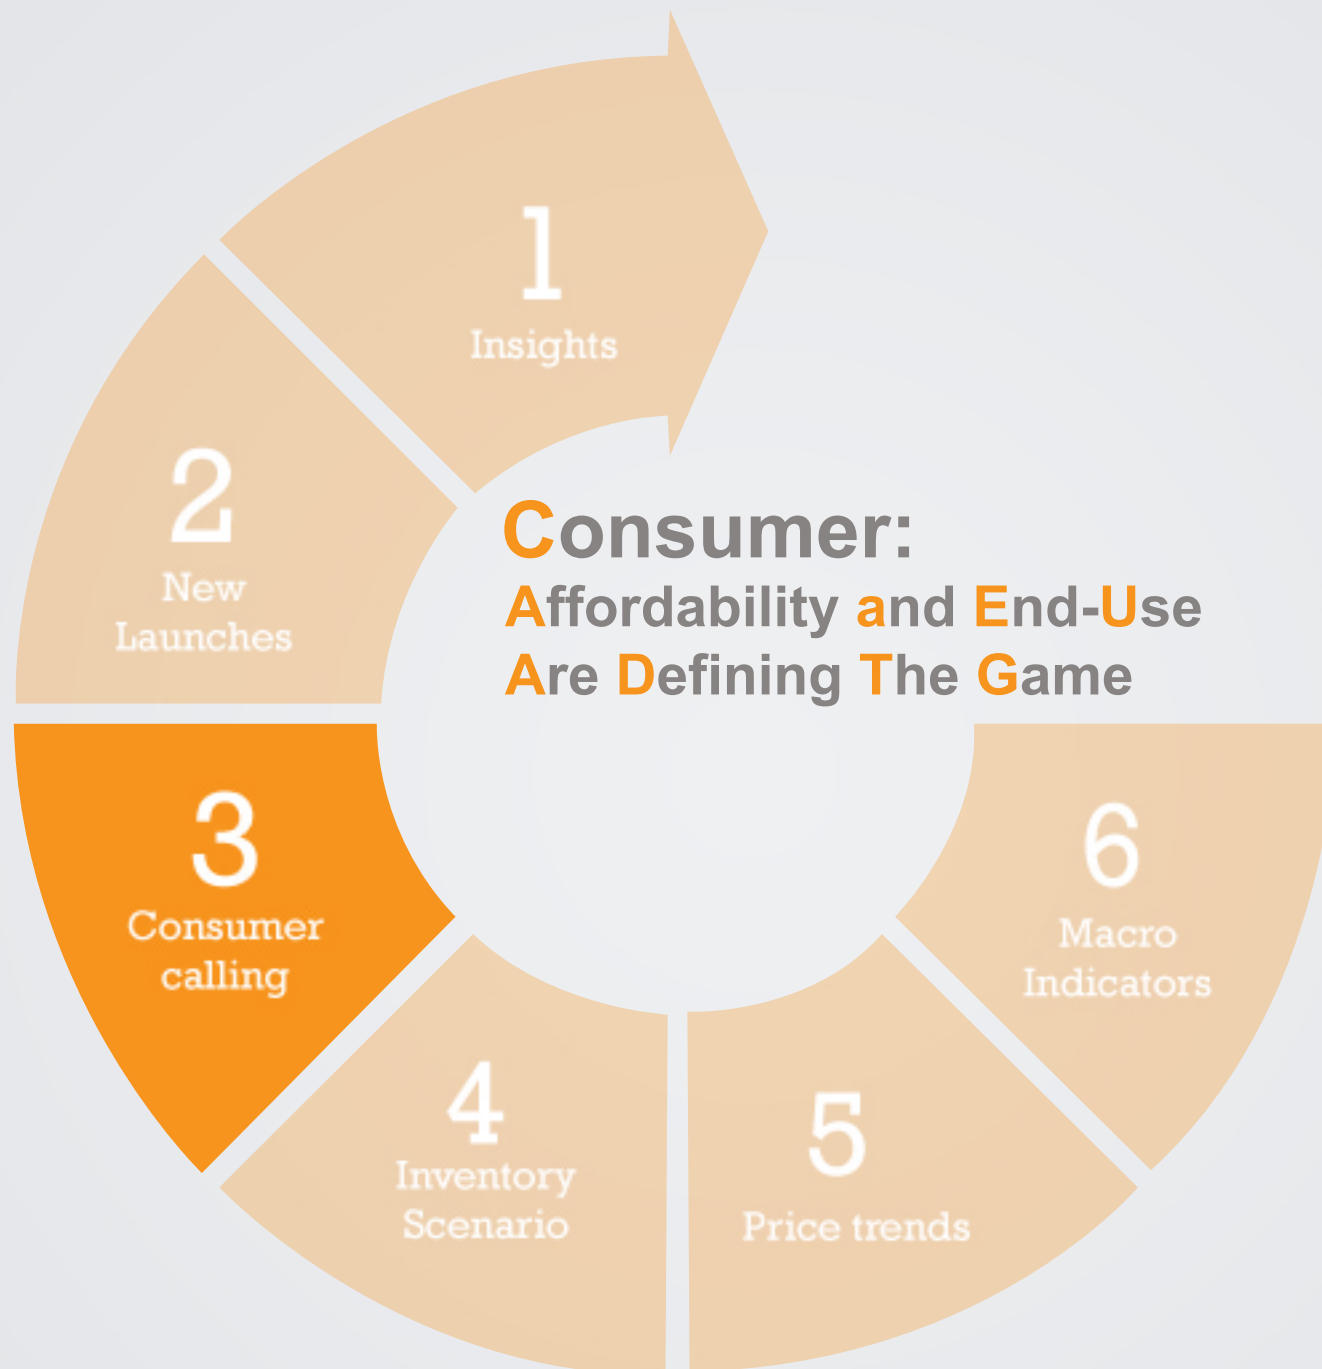 1
Insights
2
New
Launches
Consumer:
Affordability and End-Use
Are Defining The Game
3
Consumer
calling
4
Inventory
Scenario
5
Price trends
6
Macro
Indicators